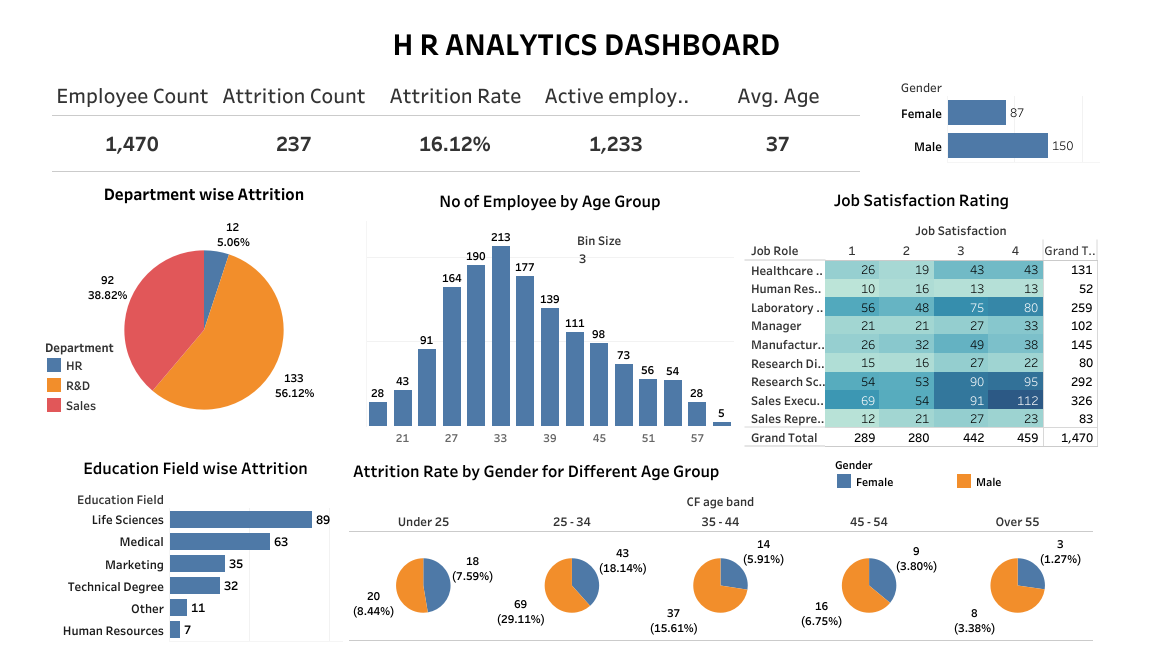 H R ANALYTICS DASHBOARD
Employee Count Attrition Count Attrition Rate Active employ.. Avg. Age
1,470 237 16.12% 1,233 37
Gender
Female 87
Male 150
Department wise Attrition
12
5.06%
92
38.82%
133
56.12%
Department
HR
R&D
Sales
No of Employee by Age Group
Bin Size
3
28 43 91 164 190 213 177 139 111 98 73 56 54 28 5
21 27 33 39 45 51 57
Job Satisfaction Rating
Job Satisfaction
Job Role 1 2 3 4 Grand T..
Healthcare .. 26 19 43 43 131
Human Res.. 10 16 13 13 52
Laboratory .. 56 48 75 80 259
Manager 21 21 27 33 102
Manufactur.. 26 32 49 38 145
Research Di.. 15 16 27 22 80
Research Sc.. 54 53 90 95 292
Sales Execu.. 69 54 91 112 326
Sales Repre.. 12 21 27 23 83
Grand Total 289 280 442 459 1,470
Education Field wise Attrition
Education Field
Life Sciences 89
Medical 63
Marketing 35
Technical Degree 32
Other 11
Human Resources 7
Attrition Rate by Gender for Different Age Group
Gender
Female Male
CF age band
Under 25 25 - 34 35 - 44 45 - 54 Over 55
18
(7.59%)
20
(8.44%)
43
(18.14%)
69
(29.11%)
14
(5.91%)
37
(15.61%)
9
(3.80%)
16
(6.75%)
3
(1.27%)
8
(3.38%)